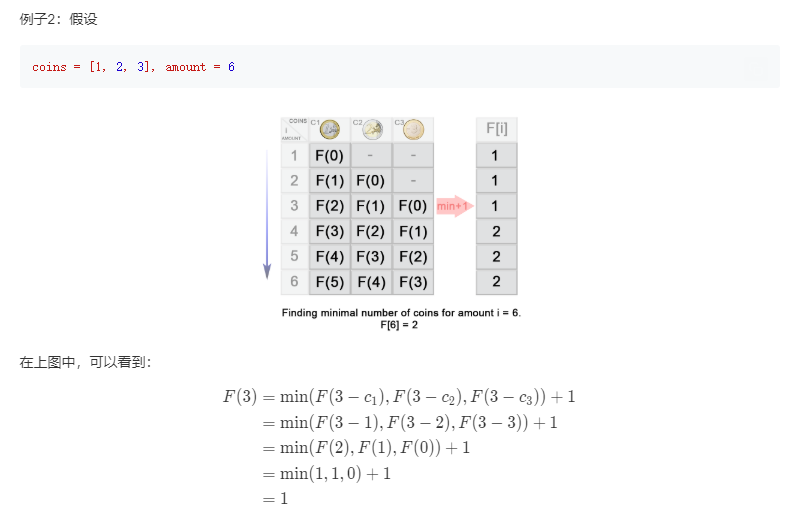 例子2：假设
coins = [1, 2, 3], amount = 6
COINS C1 C2 C3 F[i]
i
AMOUNT
1 F(0) - - 1
2 F(1) F(0) - 1
3 F(2) F(1) F(0) min+1 1
4 F(3) F(2) F(1) 2
5 F(4) F(3) F(2) 2
6 F(5) F(4) F(3) 2
Finding minimal number of coins for amount i = 6.
F[6] = 2
在上图中，可以看到：
F(3) = min(F(3 − c₁), F(3 − c₂), F(3 − c₃)) + 1
= min(F(3 − 1), F(3 − 2), F(3 − 3)) + 1
= min(F(2), F(1), F(0)) + 1
= min(1, 1, 0) + 1
= 1